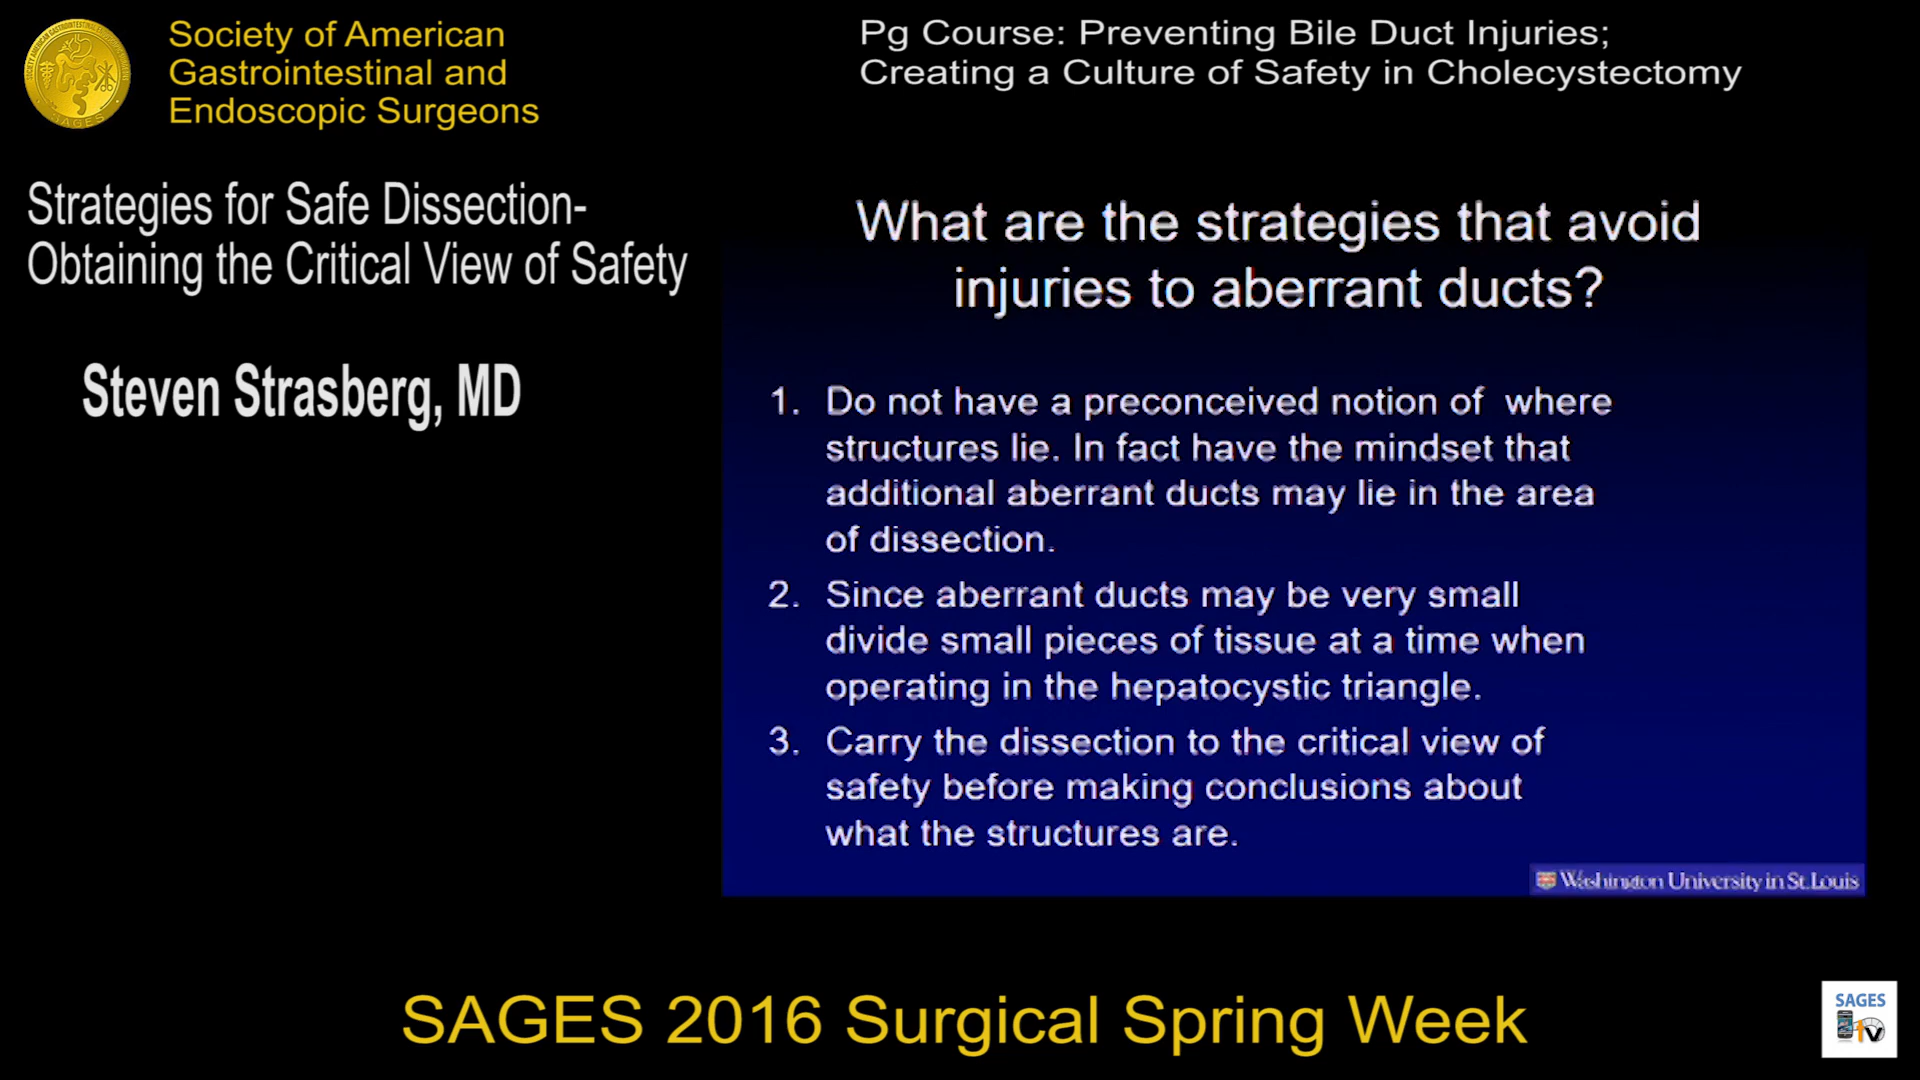 Society of American
Gastrointestinal and
Endoscopic Surgeons
Pg Course: Preventing Bile Duct Injuries;
Creating a Culture of Safety in Cholecystectomy
Strategies for Safe Dissection-
Obtaining the Critical View of Safety
Steven Strasberg, MD
What are the strategies that avoid
injuries to aberrant ducts?
1. Do not have a preconceived notion of where
structures lie. In fact have the mindset that
additional aberrant ducts may lie in the area
of dissection.
2. Since aberrant ducts may be very small
divide small pieces of tissue at a time when
operating in the hepatocystic triangle.
3. Carry the dissection to the critical view of
safety before making conclusions about
what the structures are.
Washington University in St. Louis
SAGES 2016 Surgical Spring Week
SAGES
TV